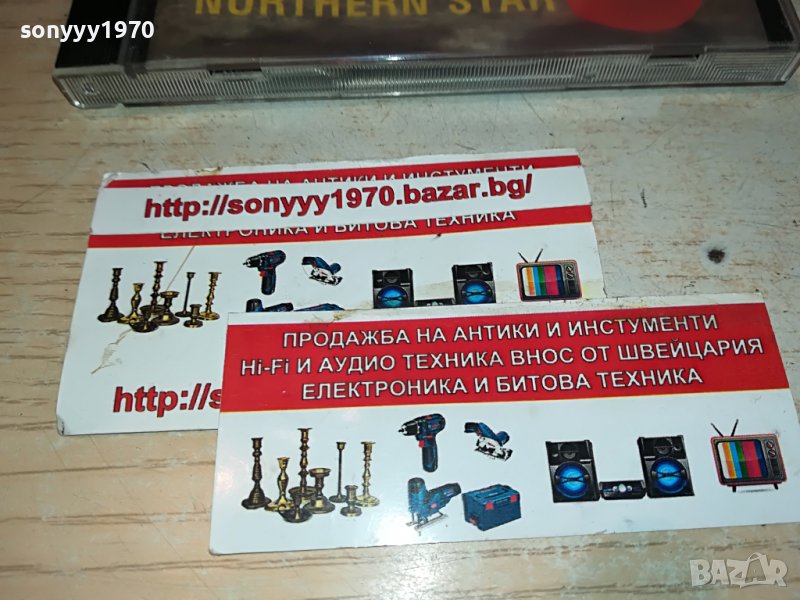 sonyyy1970
NORTHERN STAR
ПРОДАЖБА НА АНТИКИ И ИНСТУМЕНТИ
http://sonyyy1970.bazar.bg/
ЕЛЕКТРОНИКА И БИТОВА ТЕХНИКА
http://s
ПРОДАЖБА НА АНТИКИ И ИНСТУМЕНТИ
Hi-Fi И АУДИО ТЕХНИКА ВНОС ОТ ШВЕЙЦАРИЯ
ЕЛЕКТРОНИКА И БИТОВА ТЕХНИКА
BAZAR